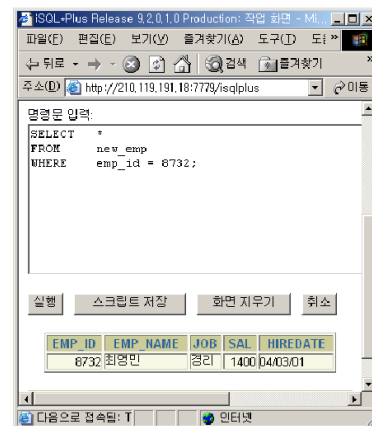 iSQL*Plus Release 9,2,0,1,0 Production: 작업 화면 - Mi...
파일(F) 편집(E) 보기(V) 즐겨찾기(A) 도구(T)
뒤로 검색 즐겨찾기
주소(D) http://210,119,191,18:7779/isqlplus 이동
명령문 입력:
SELECT *
FROM new_emp
WHERE emp_id = 8732;
실행 스크립트 저장 화면 지우기 취소
EMP_ID EMP_NAME JOB SAL HIREDATE
8732 최영민 경리 1400 04/03/01
다음으로 접속됨: T 인터넷